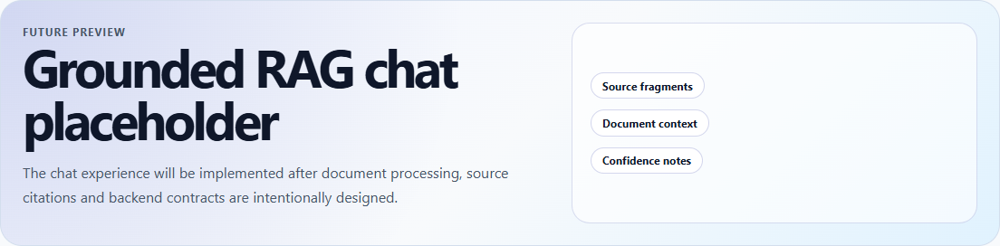 FUTURE PREVIEW
Grounded RAG chat
placeholder
The chat experience will be implemented after document processing, source
citations and backend contracts are intentionally designed.
Source fragments
Document context
Confidence notes